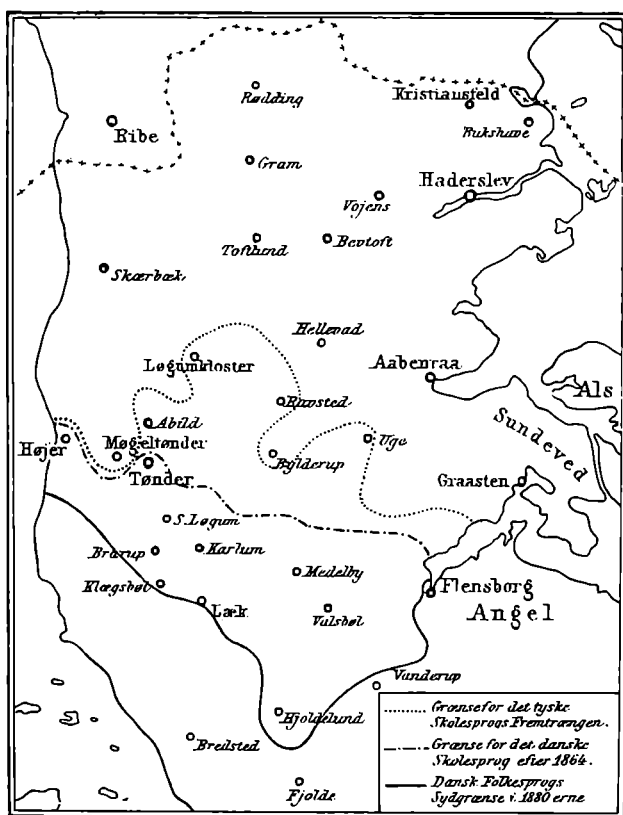 Rødding
Kristiansfeld
Ribe
Bukshave
Gram
Haderslev
Vojens
Toftlund
Bevtoft
Skærbæk
Hellevad
Løgumkloster
Aabenraa
Als
Ravsted
Abild
Sundeved
Højer
Møgeltønder
Uge
Tønder
Bylderup
Graasten
S. Løgum
Brarup
Karlum
Klægsbøl
Medelby
Flensborg
Læk
Valsbøl
Angel
Vanderup
Hjoldelund
Bredsted
Fjolde
Grænse for det tyske
Skolesprogs Fremtrængen.
Grænse for det danske
Skolesprog efter 1864.
Dansk Folkesprogs
Sydgrænse i 1880 erne